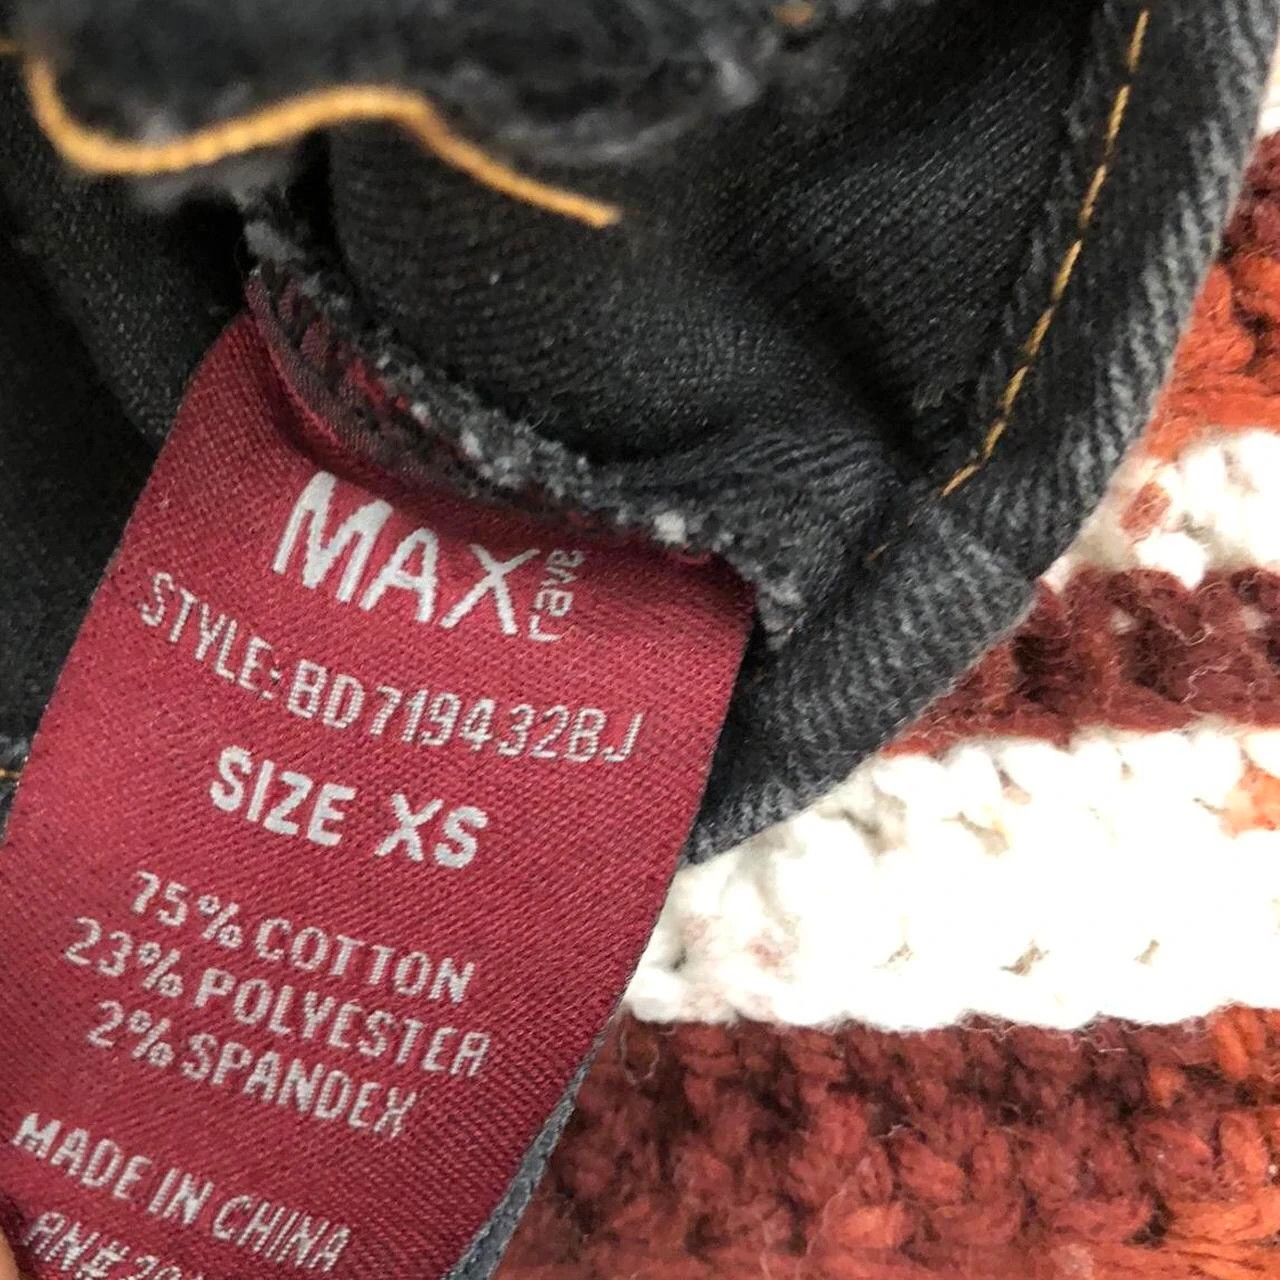 MAX rave
STYLE: BD719432BJ
SIZE XS
75% COTTON
23% POLYESTER
2% SPANDEX
MADE IN CHINA